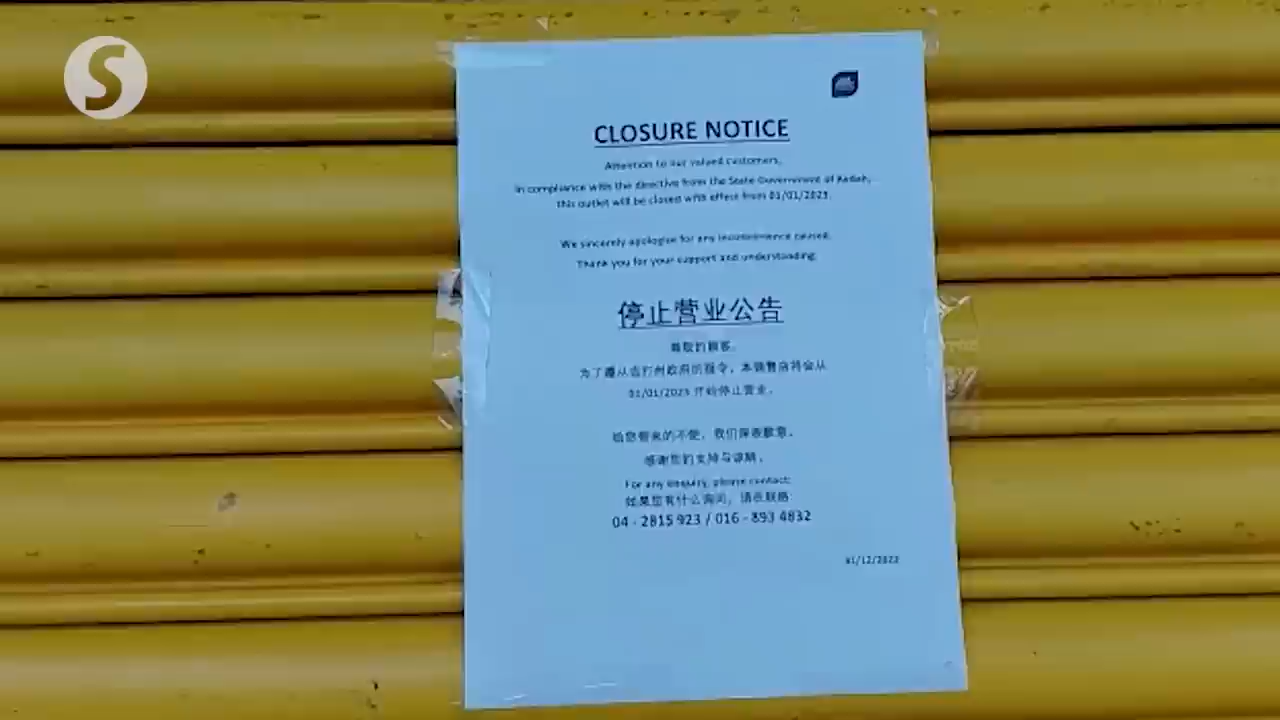 S
CLOSURE NOTICE
Attention to our valued customers,
In compliance with the directive from the State Government of Kedah,
this outlet will be closed with effect from 01/01/2023.
We sincerely apologise for any inconvenience caused.
Thank you for your support and understanding.
停止营业公告
尊敬的顾客,
为了遵从吉打州政府的指令，本销售店将会从
01/01/2023 开始停止营业。
给您带来的不便，我们深表歉意。
感谢您的支持与谅解。
For any enquiry, please contact:
如果您有什么询问，请联络
04 - 2815 923 / 016 - 893 4832
31/12/2022